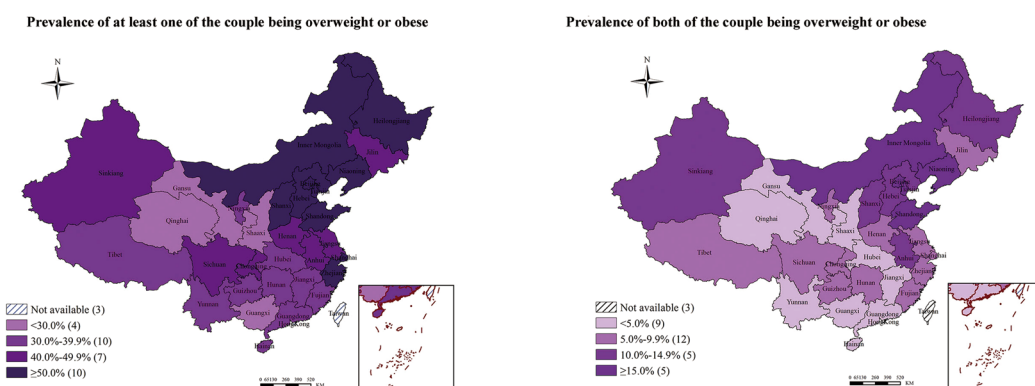 Prevalence of at least one of the couple being overweight or obese
N
Heilongjiang
Jilin
Inner Mongolia
Liaoning
Sinkiang
Gansu
Hebei
Shanxi
Shandong
Qinghai
Shaaxi
Henan
Tibet
Anhui
Shanghai
Sichuan
Hubei
Zhejiang
Hunan
Jiangxi
Guizhou
Fujian
Yunnan
Guangxi
Guangdong
Taiwan
HongKong
Hainan
Not available (3)
<30.0% (4)
30.0%-39.9% (10)
40.0%-49.9% (7)
≥50.0% (10)
Prevalence of both of the couple being overweight or obese
N
Heilongjiang
Jilin
Inner Mongolia
Liaoning
Sinkiang
Gansu
Hebei
Shanxi
Shandong
Qinghai
Shaaxi
Henan
Jiangsu
Tibet
Anhui
Shanghai
Sichuan
Chongqing
Hubei
Zhejiang
Hunan
Jiangxi
Guizhou
Fujian
Yunnan
Guangxi
Guangdong
Taiwan
HongKong
Hainan
Not available (3)
<5.0% (9)
5.0%-9.9% (12)
10.0%-14.9% (5)
≥15.0% (5)